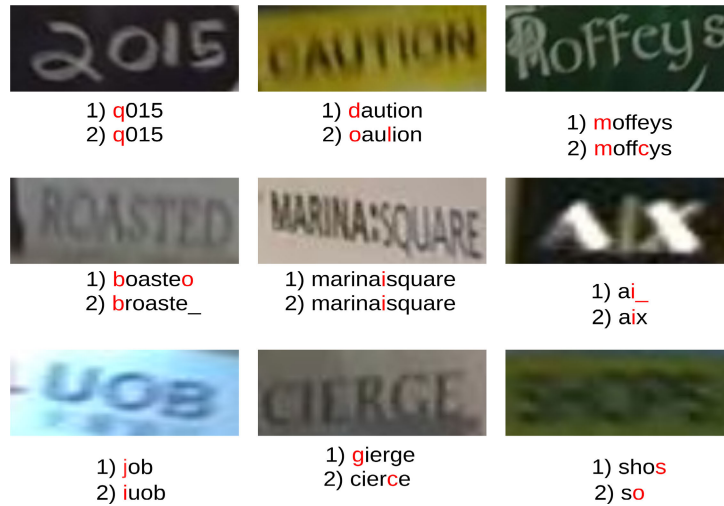 2015 CAUTION Roffeys
1) q015 1) daution 1) moffeys
2) q015 2) oaulion 2) moffcys
ROASTED MARINA:SQUARE AIX
1) boasteo 1) marinaisquare 1) ai_
2) broaste_ 2) marinaisquare 2) aix
UOB CIERGE
1) job 1) gierge 1) shos
2) iuob 2) cierce 2) so